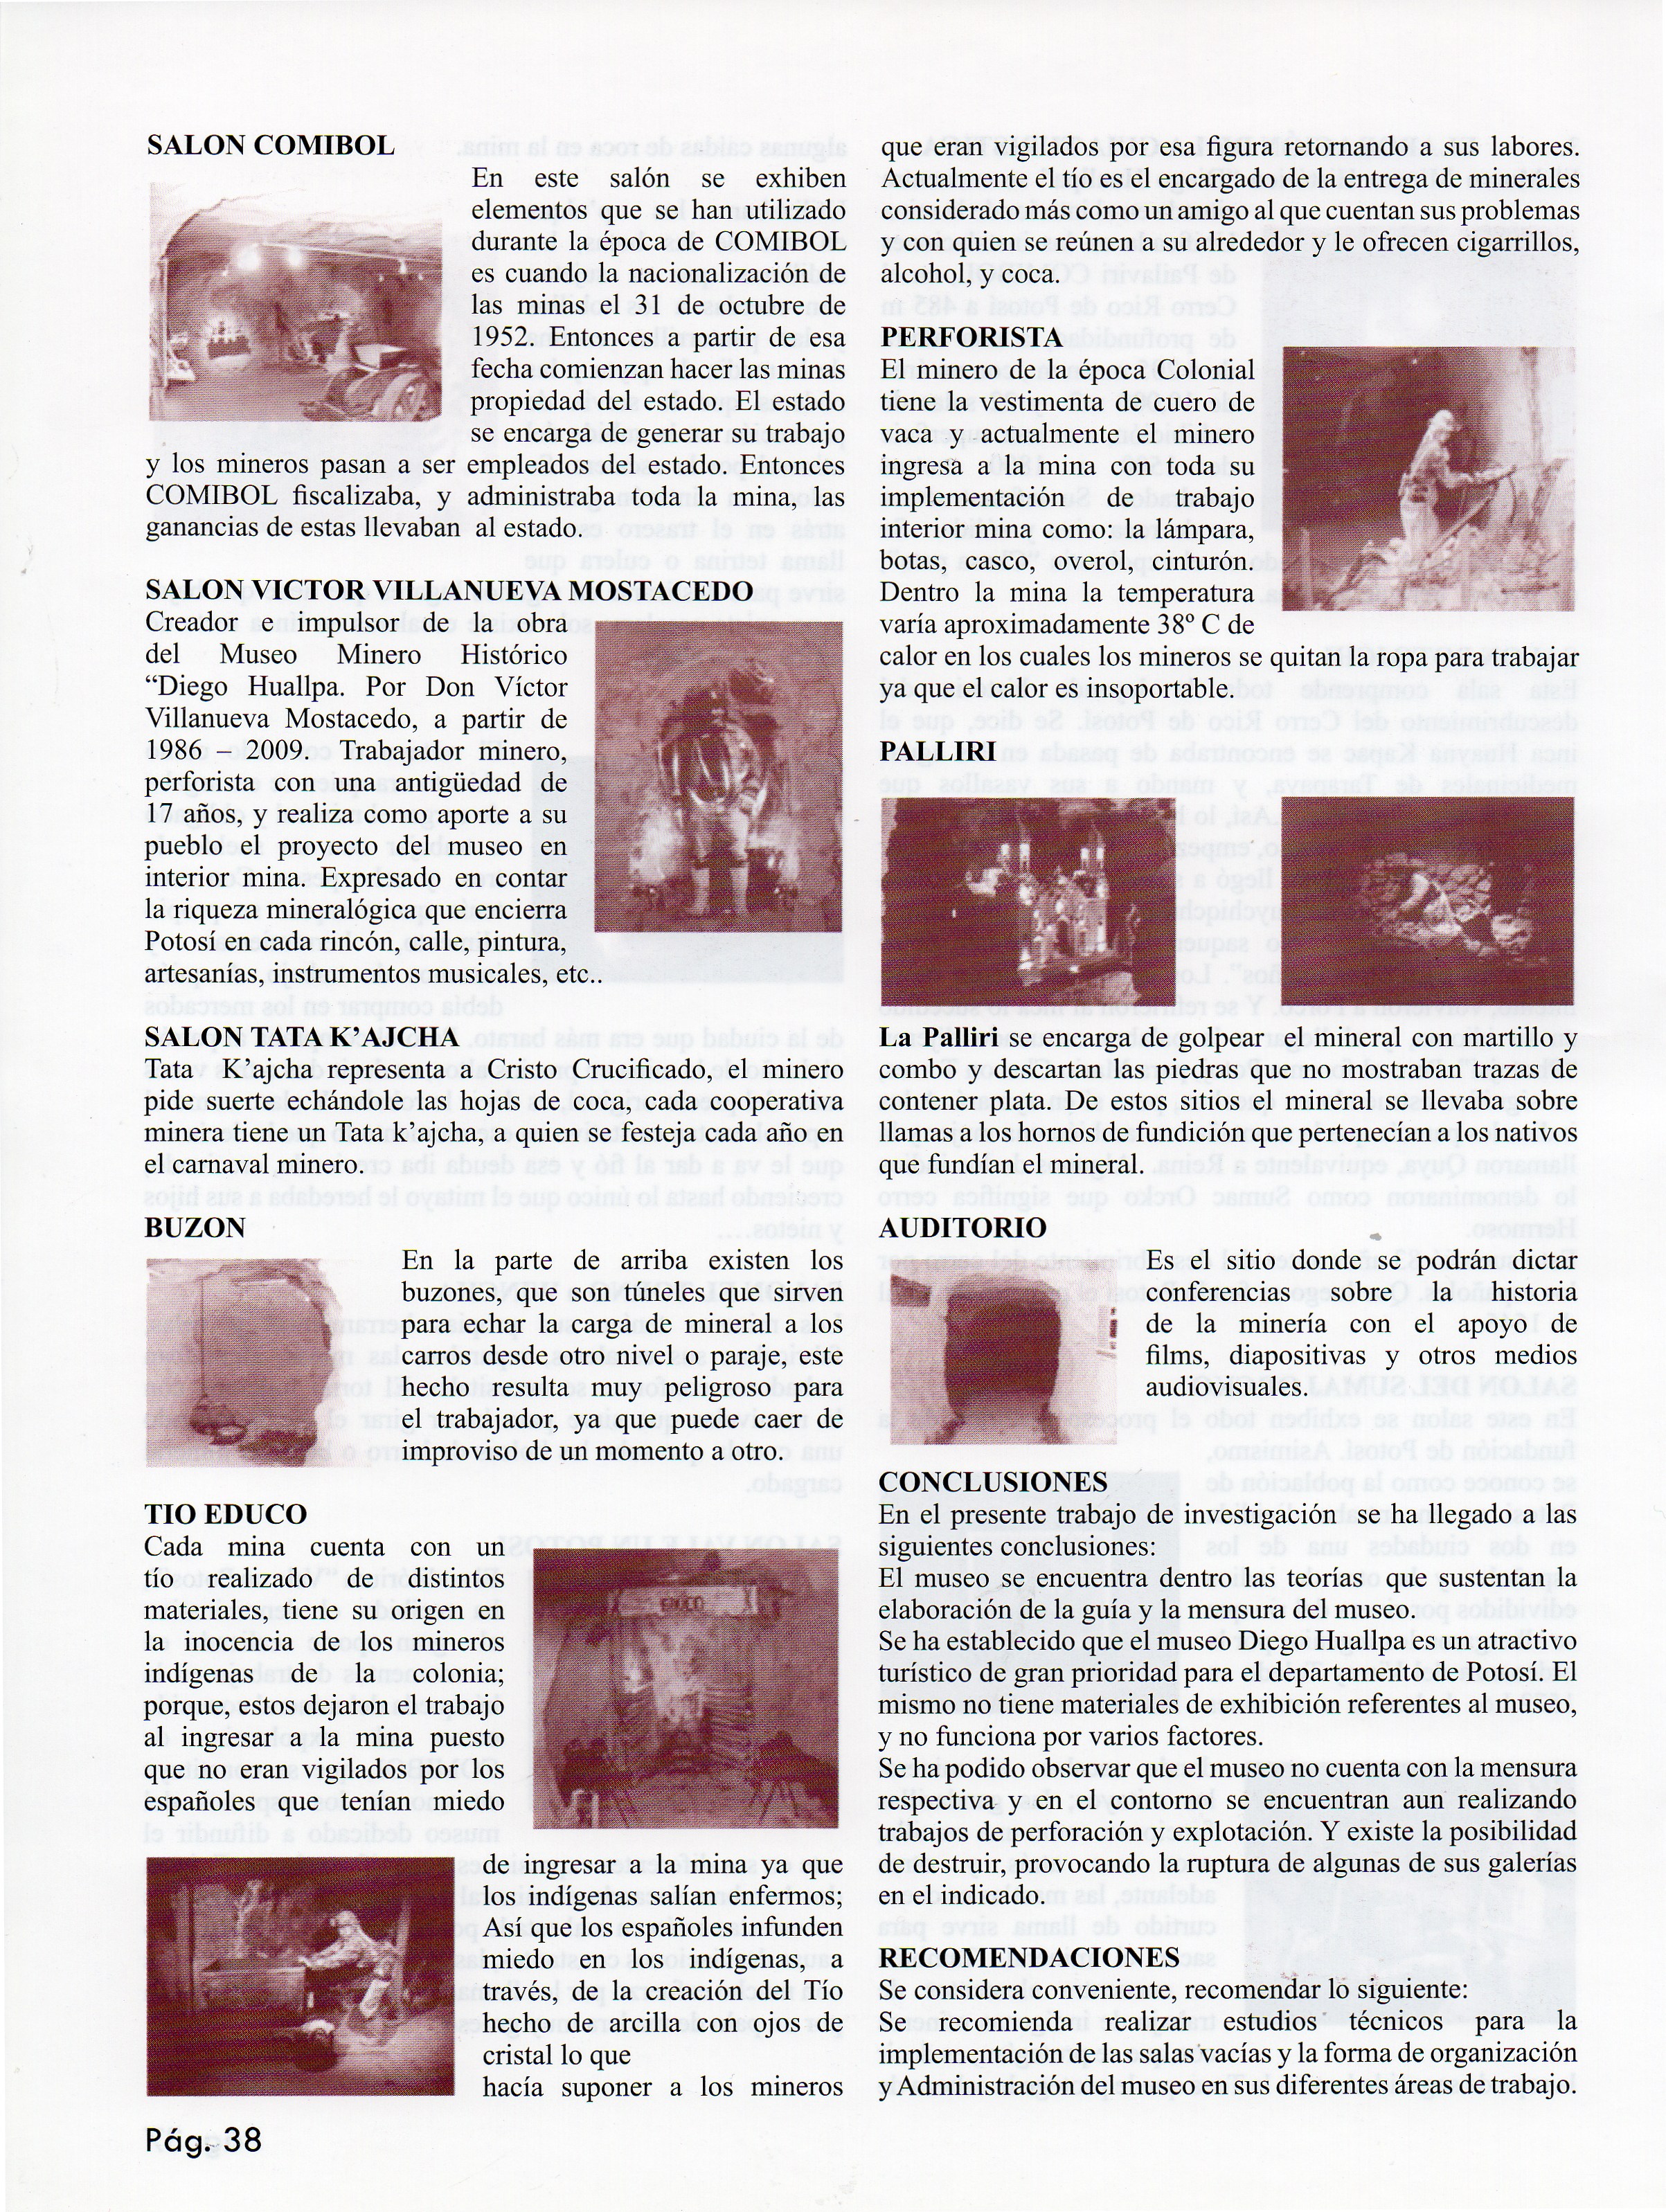 SALON COMIBOL
En este salón se exhiben
elementos que se han utilizado
durante la época de COMIBOL
es cuando la nacionalización de
las minas el 31 de octubre de
1952. Entonces a partir de esa
fecha comienzan hacer las minas
propiedad del estado. El estado
se encarga de generar su trabajo
y los mineros pasan a ser empleados del estado. Entonces
COMIBOL fiscalizaba, y administraba toda la mina, las
ganancias de estas llevaban al estado.
SALON VICTOR VILLANUEVA MOSTACEDO
Creador e impulsor de la obra
del Museo Minero Histórico
“Diego Huallpa. Por Don Víctor
Villanueva Mostacedo, a partir de
1986 – 2009. Trabajador minero,
perforista con una antigüedad de
17 años, y realiza como aporte a su
pueblo el proyecto del museo en
interior mina. Expresado en contar
la riqueza mineralógica que encierra
Potosí en cada rincón, calle, pintura,
artesanías, instrumentos musicales, etc..
SALON TATA K’AJCHA
Tata K’ajcha representa a Cristo Crucificado, el minero
pide suerte echándole las hojas de coca, cada cooperativa
minera tiene un Tata k’ajcha, a quien se festeja cada año en
el carnaval minero.
BUZON
En la parte de arriba existen los
buzones, que son túneles que sirven
para echar la carga de mineral a los
carros desde otro nivel o paraje, este
hecho resulta muy peligroso para
el trabajador, ya que puede caer de
improviso de un momento a otro.
TIO EDUCO
Cada mina cuenta con un
tío realizado de distintos
materiales, tiene su origen en
la inocencia de los mineros
indígenas de la colonia;
porque, estos dejaron el trabajo
al ingresar a la mina puesto
que no eran vigilados por los
españoles que tenían miedo
EDUCO
de ingresar a la mina ya que
los indígenas salían enfermos;
Así que los españoles infunden
miedo en los indígenas, a
través, de la creación del Tío
hecho de arcilla con ojos de
cristal lo que
hacía suponer a los mineros
que eran vigilados por esa figura retornando a sus labores.
Actualmente el tío es el encargado de la entrega de minerales
considerado más como un amigo al que cuentan sus problemas
y con quien se reúnen a su alrededor y le ofrecen cigarrillos,
alcohol, y coca.
PERFORISTA
El minero de la época Colonial
tiene la vestimenta de cuero de
vaca y actualmente el minero
ingresa a la mina con toda su
implementación de trabajo
interior mina como: la lámpara,
botas, casco, overol, cinturón.
Dentro la mina la temperatura
varía aproximadamente 38º C de
calor en los cuales los mineros se quitan la ropa para trabajar
ya que el calor es insoportable.
PALLIRI
La Palliri se encarga de golpear el mineral con martillo y
combo y descartan las piedras que no mostraban trazas de
contener plata. De estos sitios el mineral se llevaba sobre
llamas a los hornos de fundición que pertenecían a los nativos
que fundían el mineral.
AUDITORIO
Es el sitio donde se podrán dictar
conferencias sobre la historia
de la minería con el apoyo de
films, diapositivas y otros medios
audiovisuales.
CONCLUSIONES
En el presente trabajo de investigación se ha llegado a las
siguientes conclusiones:
El museo se encuentra dentro las teorías que sustentan la
elaboración de la guía y la mensura del museo.
Se ha establecido que el museo Diego Huallpa es un atractivo
turístico de gran prioridad para el departamento de Potosí. El
mismo no tiene materiales de exhibición referentes al museo,
y no funciona por varios factores.
Se ha podido observar que el museo no cuenta con la mensura
respectiva y en el contorno se encuentran aun realizando
trabajos de perforación y explotación. Y existe la posibilidad
de destruir, provocando la ruptura de algunas de sus galerías
en el indicado.
RECOMENDACIONES
Se considera conveniente, recomendar lo siguiente:
Se recomienda realizar estudios técnicos para la
implementación de las salas vacías y la forma de organización
y Administración del museo en sus diferentes áreas de trabajo.
Pág. 38